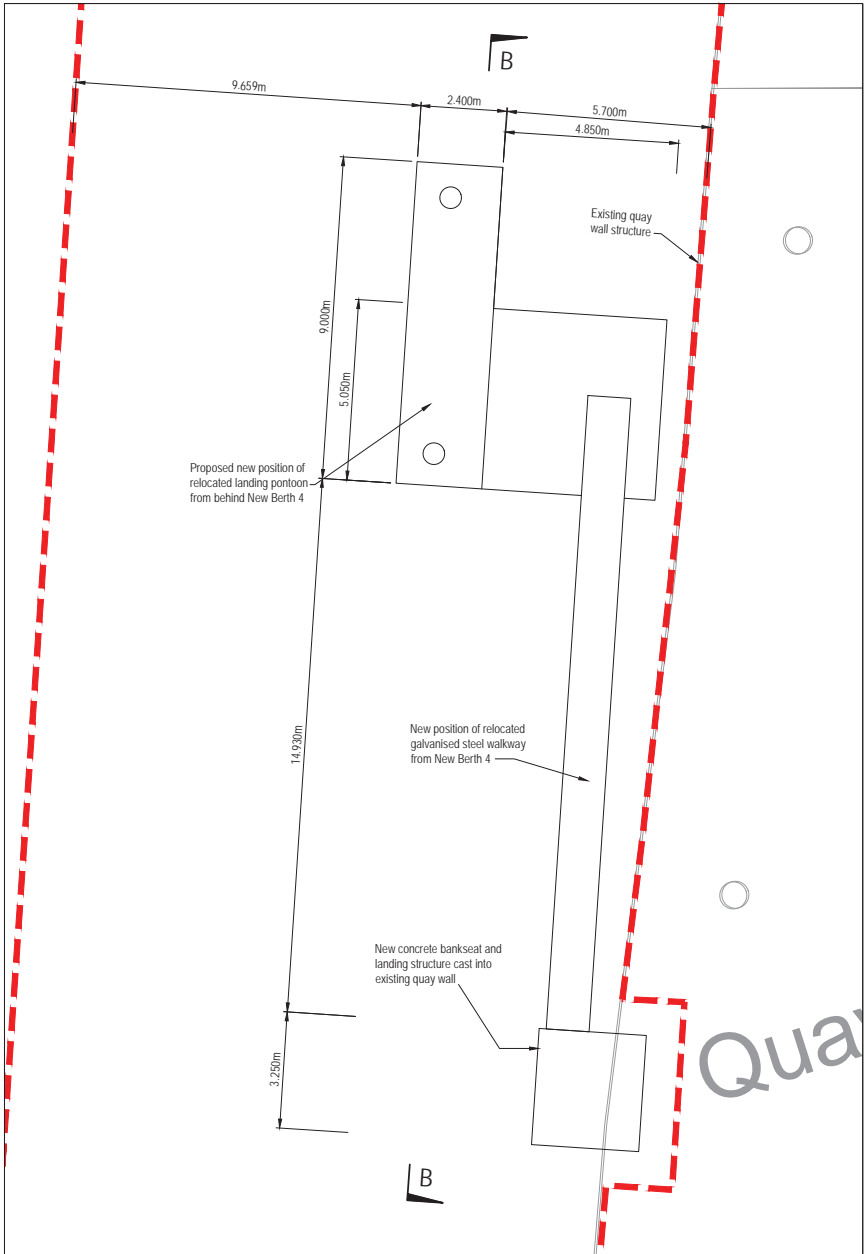 B
9.659m
2.400m
5.700m
4.850m
Existing quay
wall structure
9.000m
5.050m
Proposed new position of
relocated landing pontoon
from behind New Berth 4
14.930m
New position of relocated
galvanised steel walkway
from New Berth 4
New concrete bankseat and
landing structure cast into
existing quay wall
Quay
3.250m
B